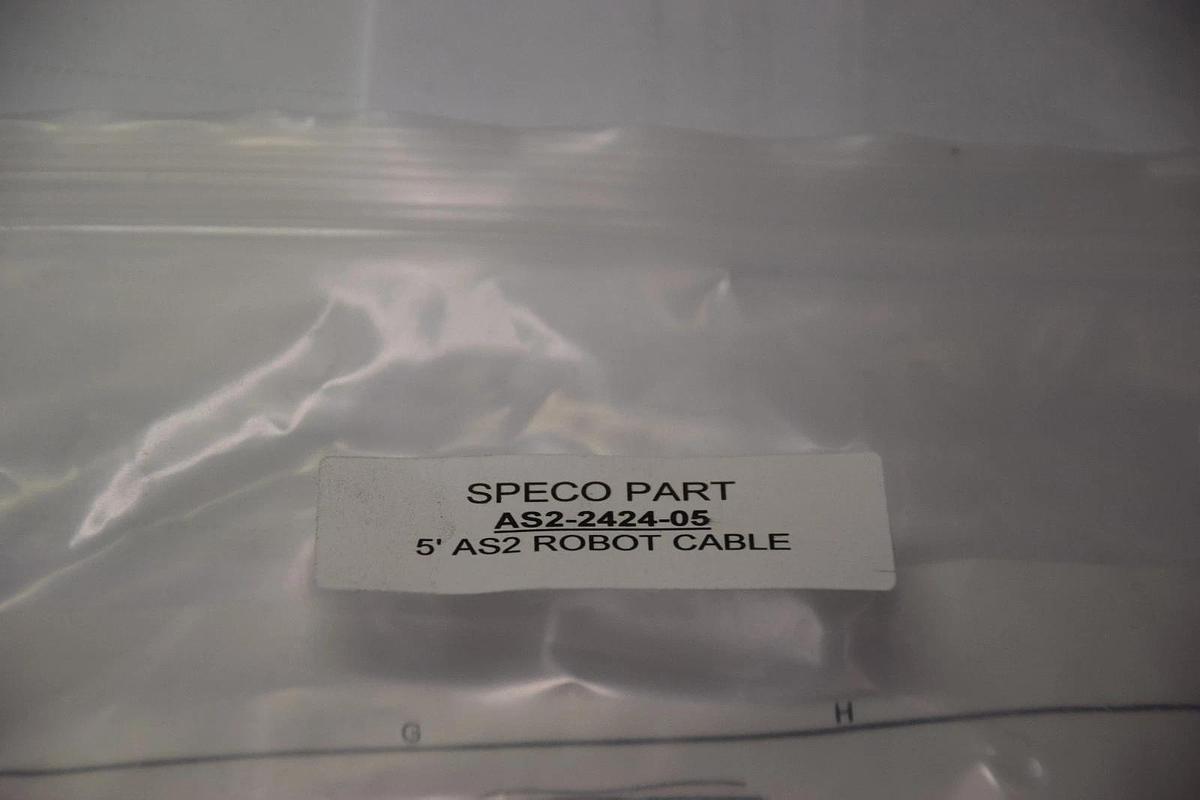 SPECO PART
AS2-2424-05
5' AS2 ROBOT CABLE
G
H